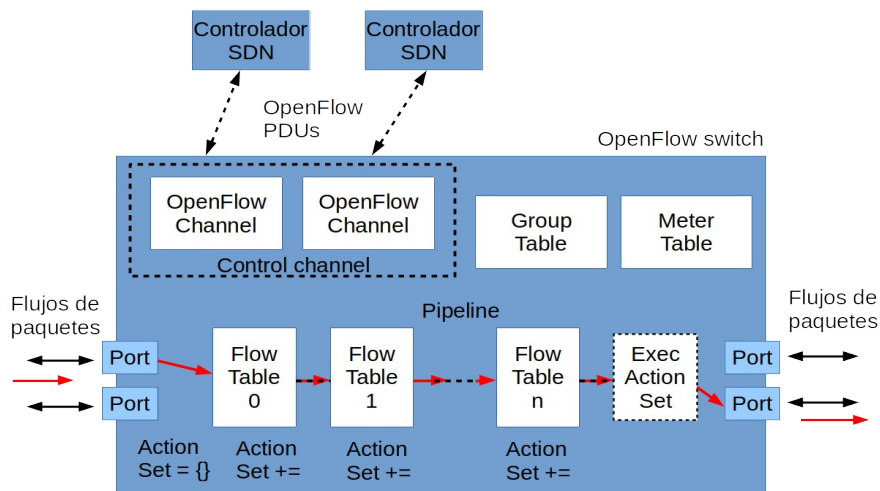 Controlador
SDN
Controlador
SDN
OpenFlow
PDUs
OpenFlow switch
OpenFlow
Channel
OpenFlow
Channel
Control channel
Group
Table
Meter
Table
Flujos de
paquetes
Pipeline
Flujos de
paquetes
Port
Port
Flow
Table
0
Flow
Table
1
Flow
Table
n
Exec
Action
Set
Port
Port
Action
Set = {}
Action
Set +=
Action
Set +=
Action
Set +=